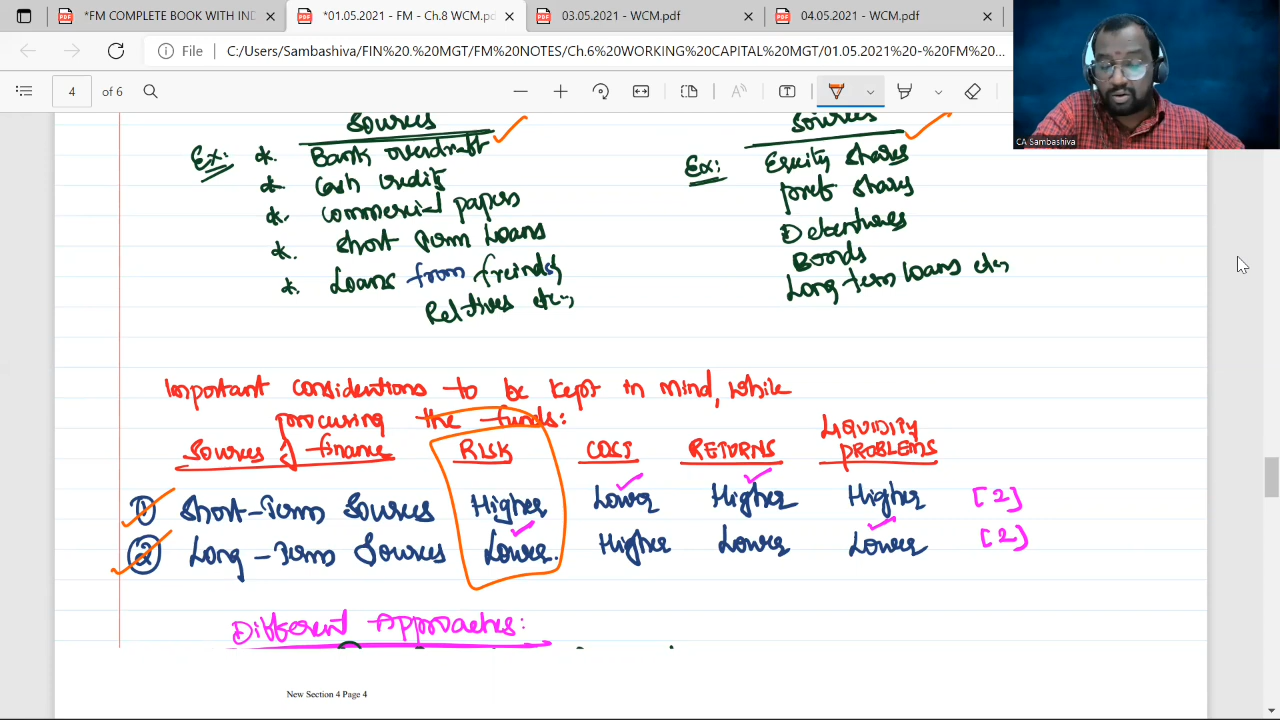 *FM COMPLETE BOOK WITH IND
*01.05.2021 - FM - Ch.8 WCM.pd
03.05.2021 - WCM.pdf
04.05.2021 - WCM.pdf
File
C:/Users/Sambashiva/FIN%20.%20MGT/FM%20NOTES/Ch.6%20WORKING%20CAPITAL%20MGT/01.05.2021%20-%20FM%20...
4 of 6
CA Sambashiva
Sources
Sources
Ex: *. Bank overdraft
*. Cash credits
*. Commercial papers
*. Short Term Loans
*. Loans from freinds,
Relatives etc.,
Ex: Equity shares
pref. shares
Debentures
Bonds
Long term loans etc.,
Important considentions to be kept in mind, while
procuring the funds:
Sources of finance RISK COST RETURNS LIQUIDITY PROBLEMS
① Short-Term Sources Higher Lower Higher Higher [2]
② Long-Term Sources Lower. Higher Lower Lower [2]
Different Approaches:
New Section 4 Page 4